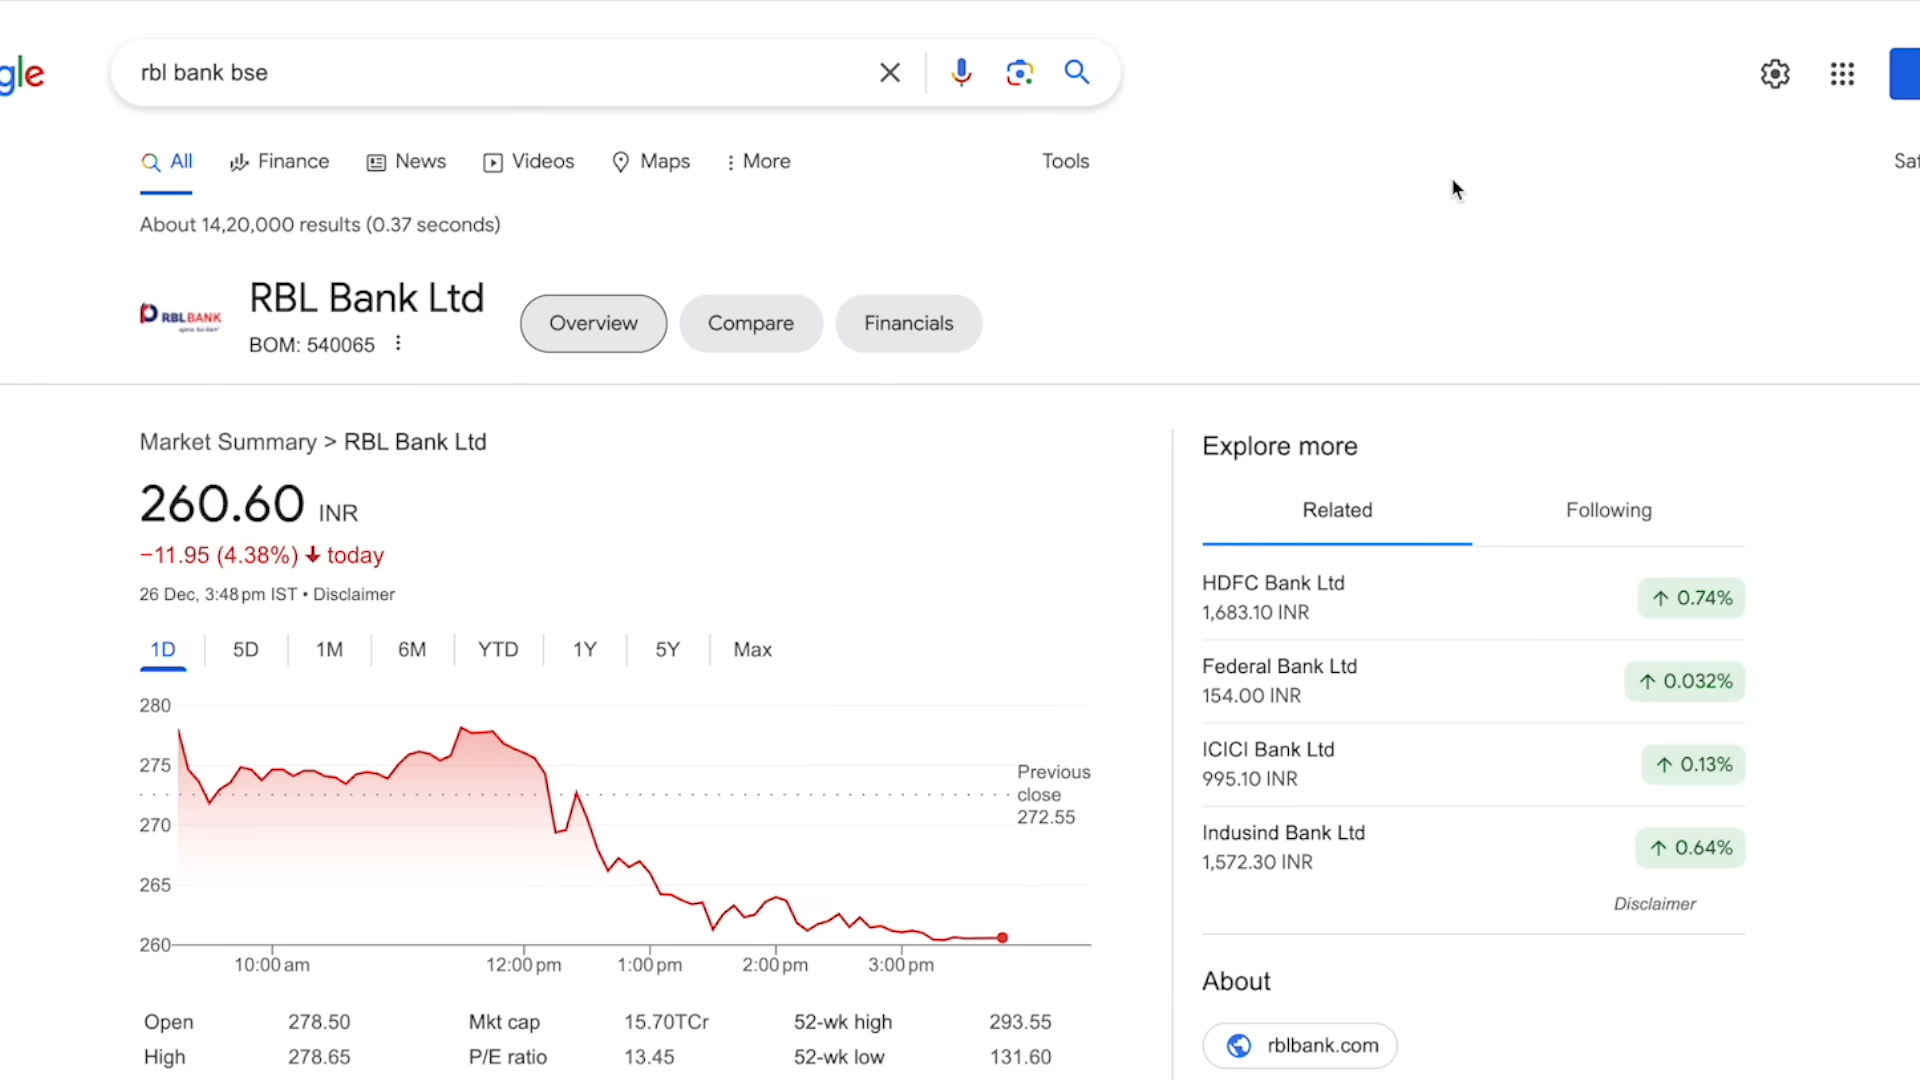 gle
rbl bank bse
All Finance News Videos Maps More Tools Saf
About 14,20,000 results (0.37 seconds)
RBLBANK
RBL Bank Ltd
BOM: 540065
Overview Compare Financials
Market Summary > RBL Bank Ltd
260.60 INR
−11.95 (4.38%) today
26 Dec, 3:48 pm IST • Disclaimer
1D 5D 1M 6M YTD 1Y 5Y Max
280
275
270
265
260
Previous
close
272.55
10:00 am 12:00 pm 1:00 pm 2:00 pm 3:00 pm
Open 278.50 Mkt cap 15.70TCr 52-wk high 293.55
High 278.65 P/E ratio 13.45 52-wk low 131.60
Explore more
Related Following
HDFC Bank Ltd
1,683.10 INR
0.74%
Federal Bank Ltd
154.00 INR
0.032%
ICICI Bank Ltd
995.10 INR
0.13%
Indusind Bank Ltd
1,572.30 INR
0.64%
Disclaimer
About
rblbank.com